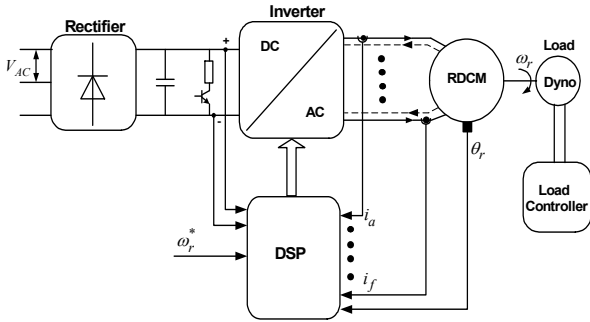 Rectifier
Inverter
V_AC
+
-
DC
AC
RDCM
Load
ω_r
Dyno
θ_r
Load
Controller
DSP
ω_r^*
i_a
i_f